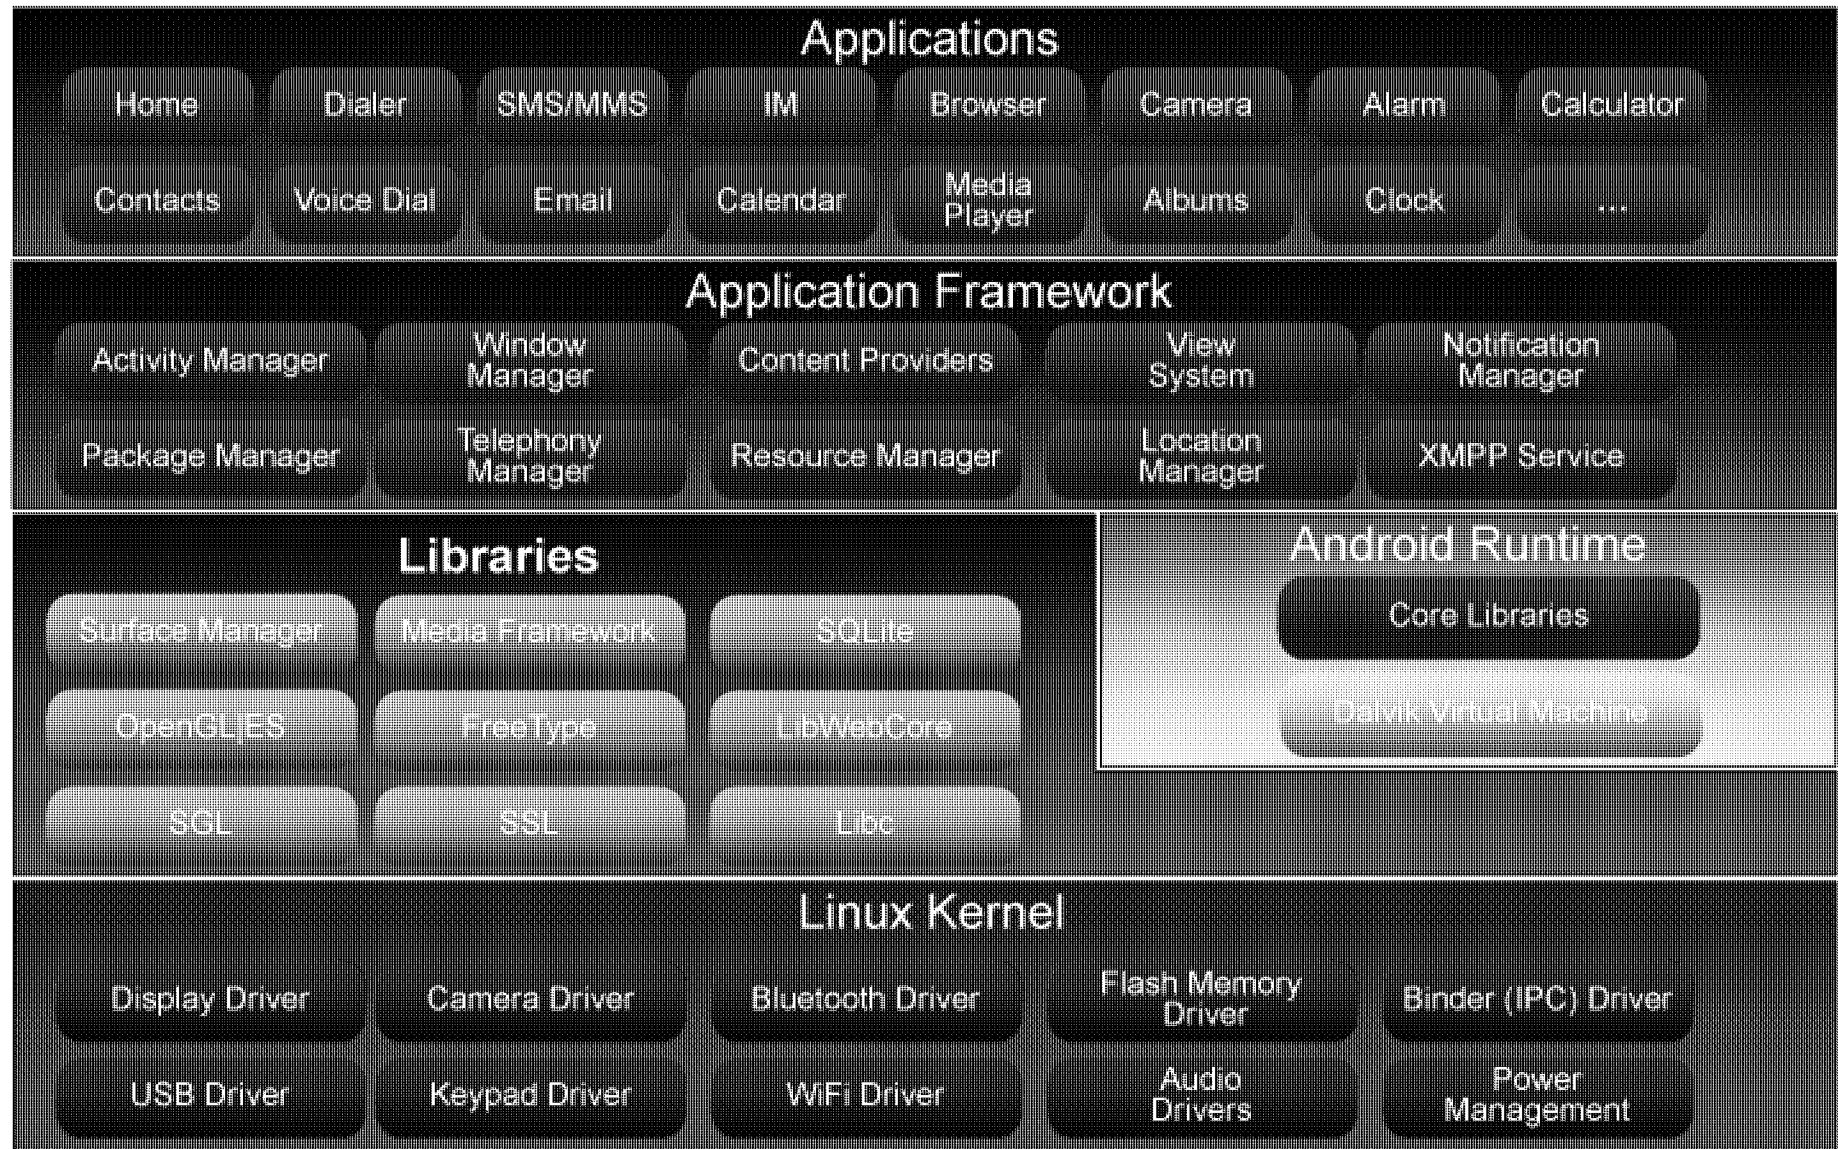 Applications
Home
Dialer
SMS/MMS
IM
Browser
Camera
Alarm
Calculator
Contacts
Voice Dial
Email
Calendar
Media
Player
Albums
Clock
...
Application Framework
Activity Manager
Window
Manager
Content Providers
View
System
Notification
Manager
Package Manager
Telephony
Manager
Resource Manager
Location
Manager
XMPP Service
Libraries
Surface Manager
Media Framework
SQLite
OpenGL|ES
FreeType
LibWebCore
SGL
SSL
Libc
Android Runtime
Core Libraries
Dalvik Virtual Machine
Linux Kernel
Display Driver
Camera Driver
Bluetooth Driver
Flash Memory
Driver
Binder (IPC) Driver
USB Driver
Keypad Driver
WiFi Driver
Audio
Drivers
Power
Management